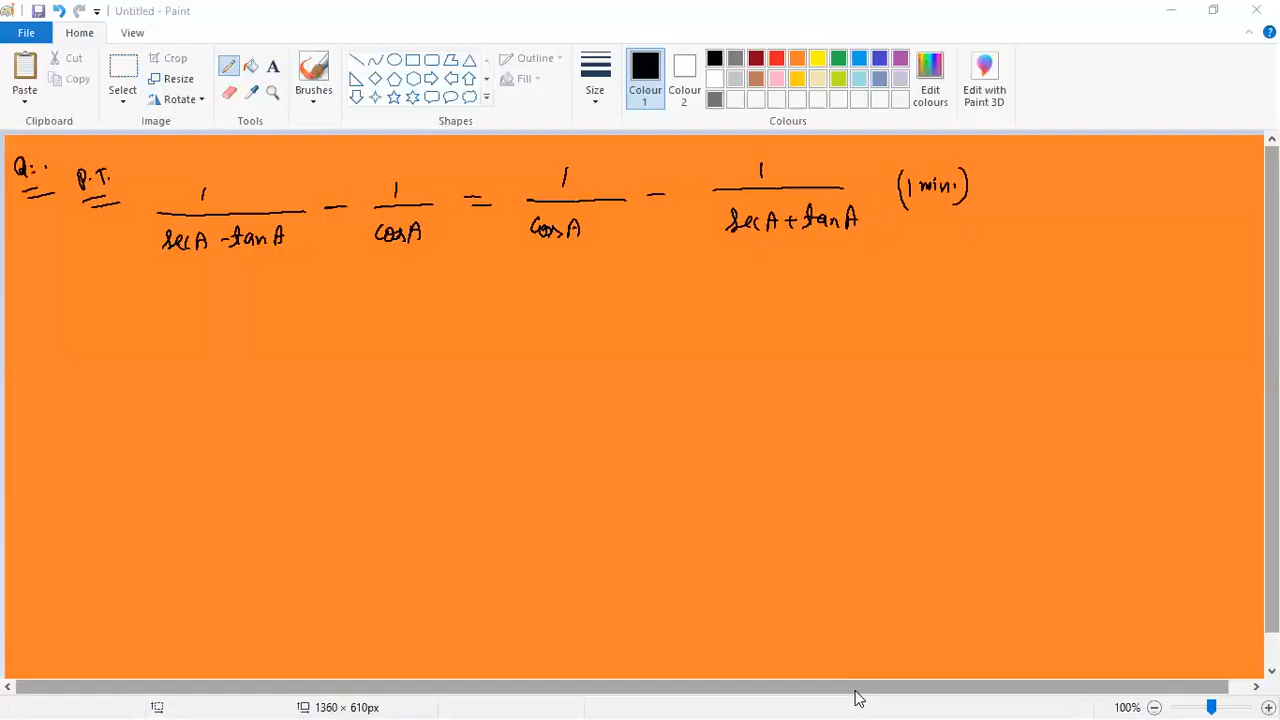 Untitled - Paint
File Home View
Paste Cut Copy Select Crop Resize Rotate Brushes Outline Fill Size Colour 1 Colour 2 Edit colours Edit with Paint 3D
Clipboard Image Tools Shapes Colours
Q:. P.T. 1/(secA - tanA) - 1/cosA = 1/cosA - 1/(secA + tanA) (1 min.)
1360 × 610px 100%